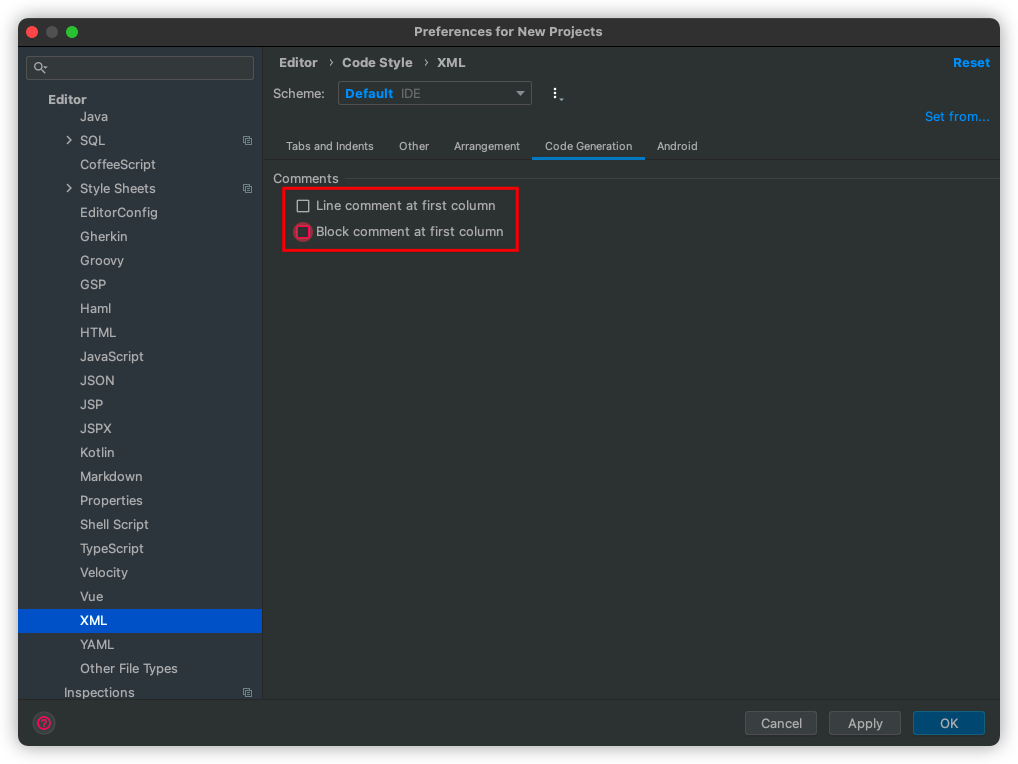 Preferences for New Projects
Editor
Java
SQL
CoffeeScript
Style Sheets
EditorConfig
Gherkin
Groovy
GSP
Haml
HTML
JavaScript
JSON
JSP
JSPX
Kotlin
Markdown
Properties
Shell Script
TypeScript
Velocity
Vue
XML
YAML
Other File Types
Inspections
Editor › Code Style › XML
Reset
Scheme: Default IDE
Set from...
Tabs and Indents Other Arrangement Code Generation Android
Comments
Line comment at first column
Block comment at first column
?
Cancel Apply OK